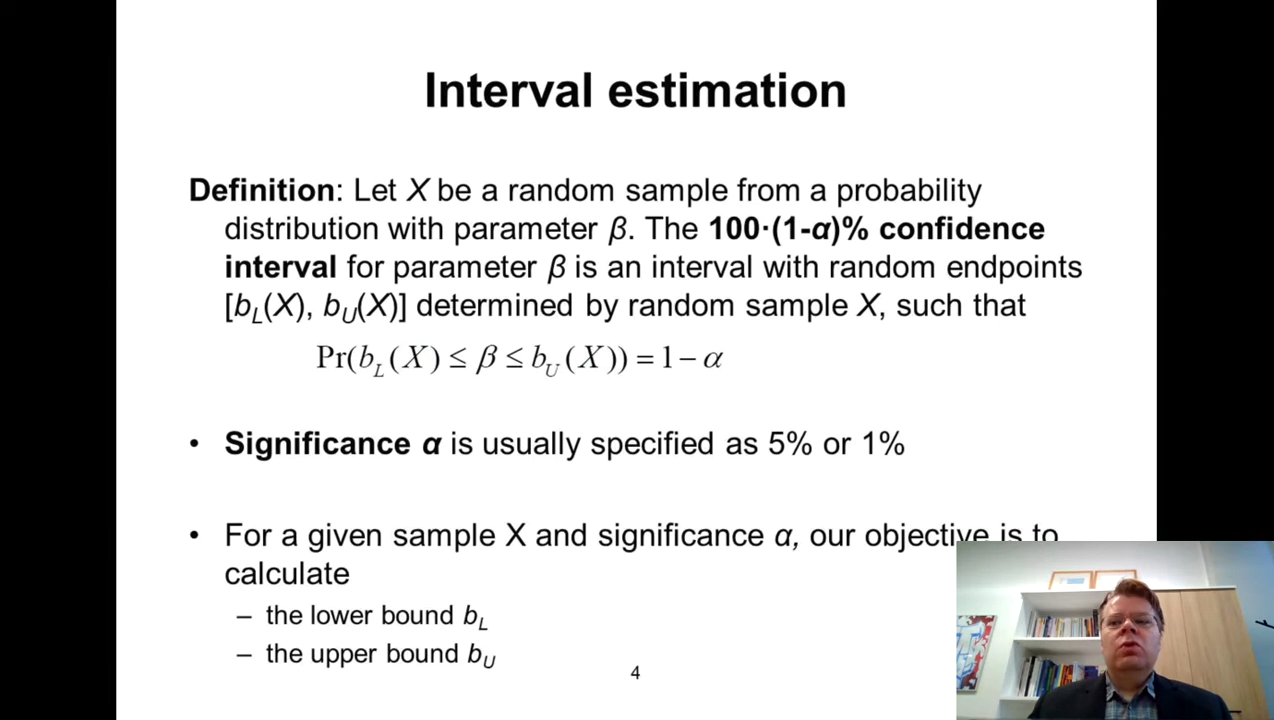 Interval estimation
Definition: Let X be a random sample from a probability
distribution with parameter β. The 100·(1-α)% confidence
interval for parameter β is an interval with random endpoints
[b_L(X), b_U(X)] determined by random sample X, such that
Pr(b_L(X) ≤ β ≤ b_U(X)) = 1 − α
• Significance α is usually specified as 5% or 1%
• For a given sample X and significance α, our objective is to
calculate
– the lower bound b_L
– the upper bound b_U
4